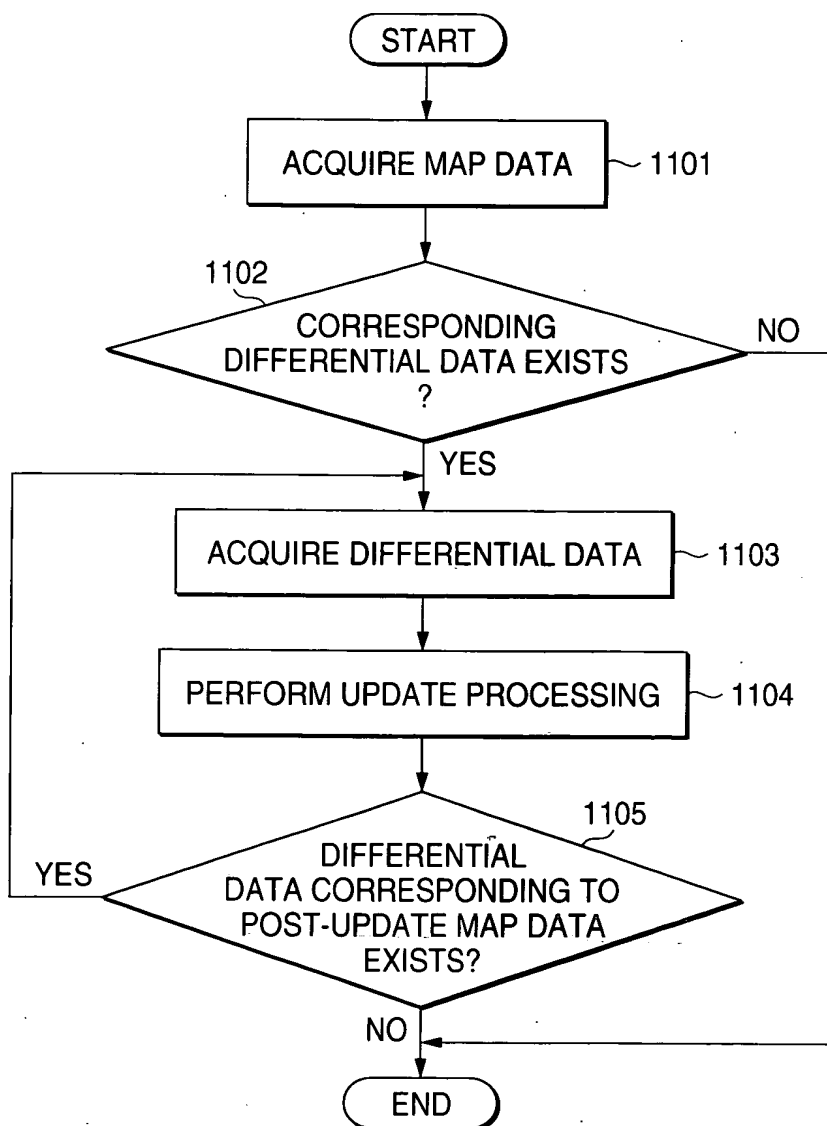 START
ACQUIRE MAP DATA
1101
1102
CORRESPONDING
DIFFERENTIAL DATA EXISTS
?
NO
YES
ACQUIRE DIFFERENTIAL DATA
1103
PERFORM UPDATE PROCESSING
1104
1105
DIFFERENTIAL
DATA CORRESPONDING TO
POST-UPDATE MAP DATA
EXISTS?
YES
NO
END